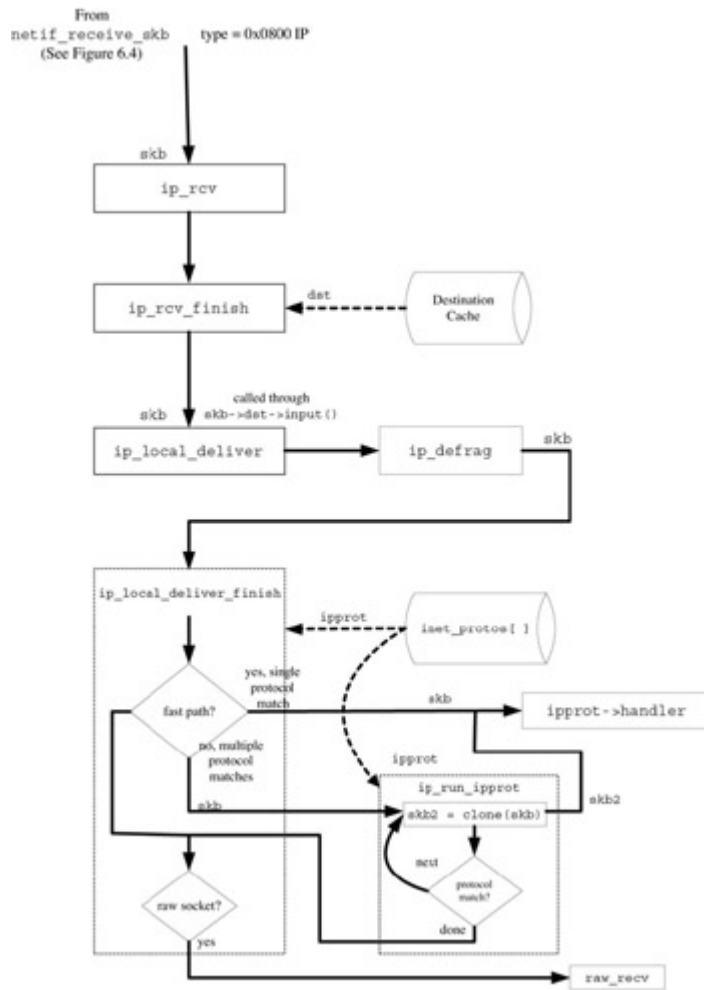 From
netif_receive_skb
(See Figure 6.4)
type = 0x0800 IP
skb
ip_rcv
ip_rcv_finish
dst
Destination
Cache
called through
skb->dst->input()
skb
ip_local_deliver
ip_defrag
skb
ip_local_deliver_finish
ipprot
inet_protos[ ]
yes, single
protocol
match
fast path?
skb
ipprot->handler
no, multiple
protocol
matches
ipprot
ip_run_ipprot
skb
skb2 = clone(skb)
skb2
next
protocol
match?
raw socket?
done
yes
raw_recv